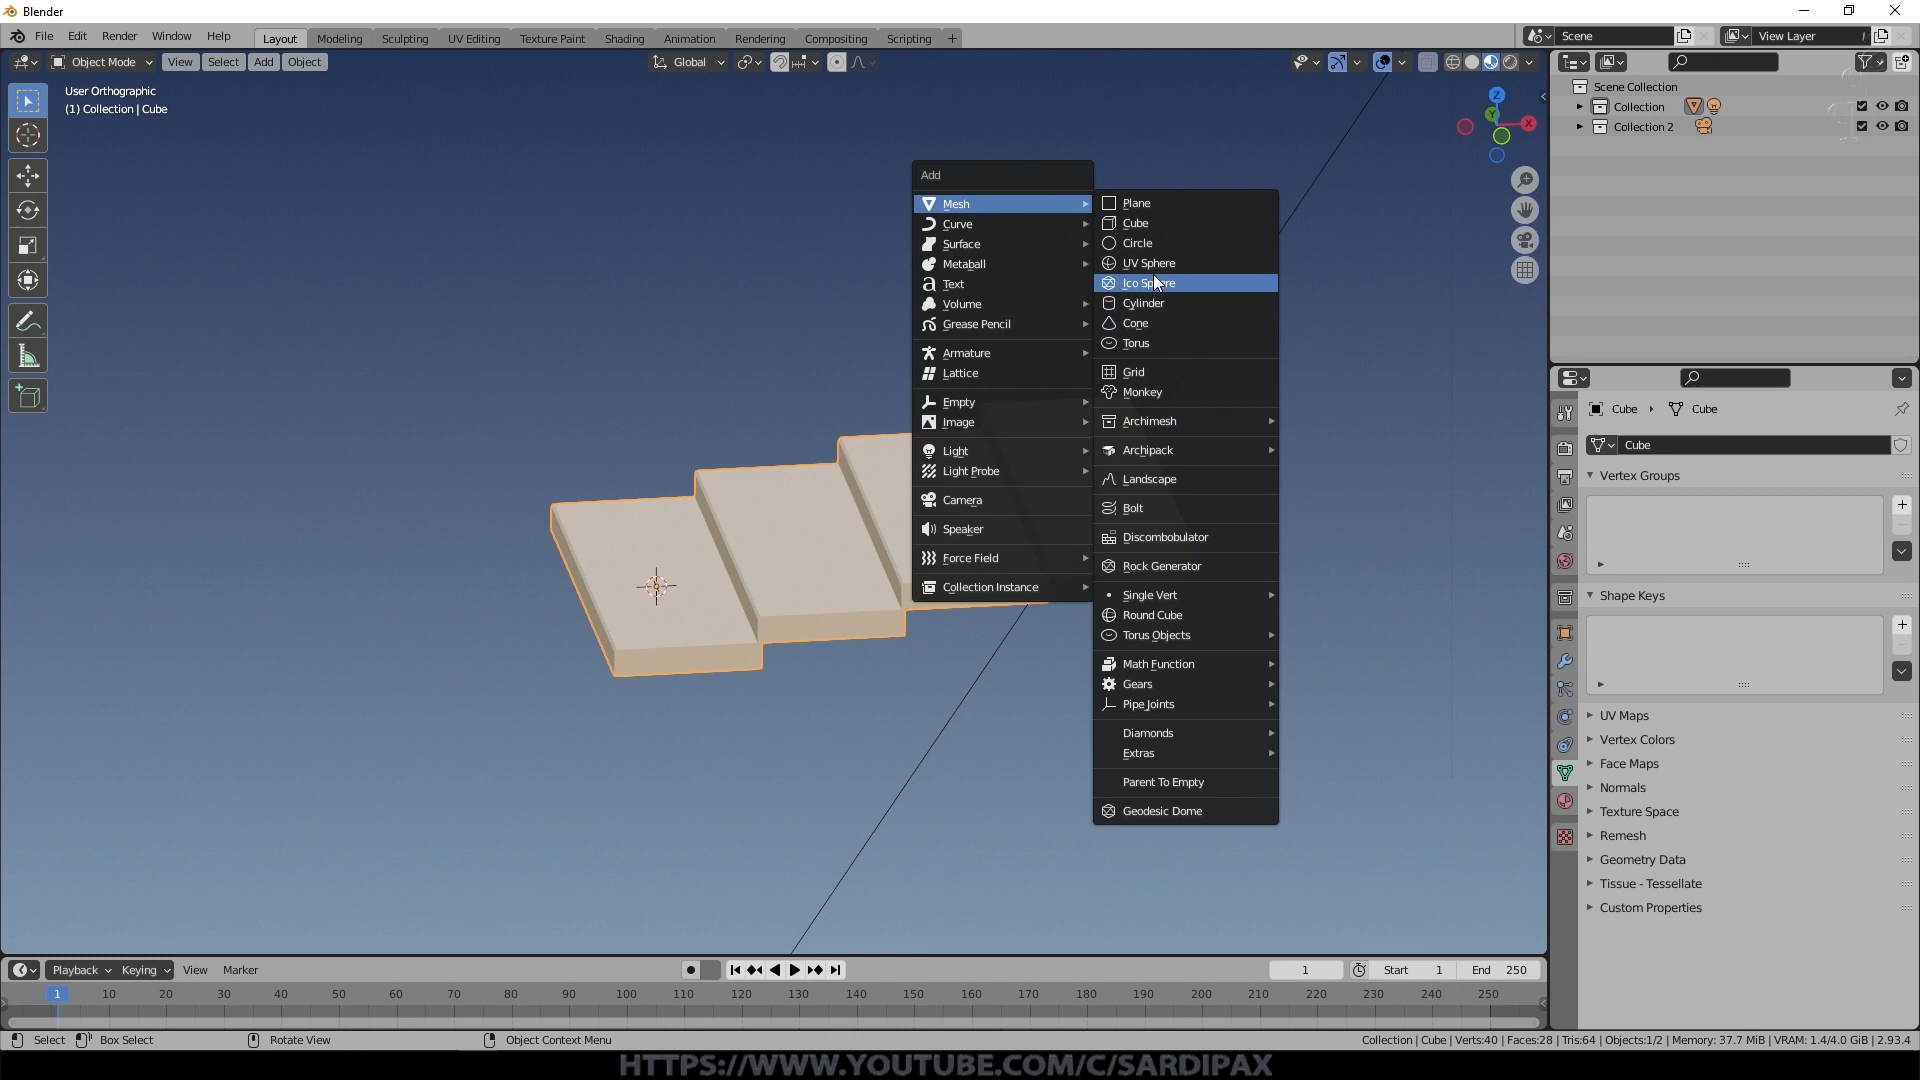 Blender
File Edit Render Window Help
Layout Modeling Sculpting UV Editing Texture Paint Shading Animation Rendering Compositing Scripting +
Scene
View Layer
Object Mode View Select Add Object
Global
User Orthographic
(1) Collection | Cube
Z
Y
X
Scene Collection
Collection
Collection 2
Add
Mesh
Curve
Surface
Metaball
Text
Volume
Grease Pencil
Armature
Lattice
Empty
Image
Light
Light Probe
Camera
Speaker
Force Field
Collection Instance
Plane
Cube
Circle
UV Sphere
Ico Sphere
Cylinder
Cone
Torus
Grid
Monkey
Archimesh
Archipack
Landscape
Bolt
Discombobulator
Rock Generator
Single Vert
Round Cube
Torus Objects
Math Function
Gears
Pipe Joints
Diamonds
Extras
Parent To Empty
Geodesic Dome
Cube Cube
Cube
Vertex Groups
Shape Keys
UV Maps
Vertex Colors
Face Maps
Normals
Texture Space
Remesh
Geometry Data
Tissue - Tessellate
Custom Properties
Playback Keying View Marker
1 Start 1 End 250
1 10 20 30 40 50 60 70 80 90 100 110 120 130 140 150 160 170 180 190 200 210 220 230 240 250
Select Box Select Rotate View Object Context Menu
Collection | Cube | Verts:40 | Faces:28 | Tris:64 | Objects:1/2 | Memory: 37.7 MiB | VRAM: 1.4/4.0 GiB | 2.93.4
HTTPS://WWW.YOUTUBE.COM/C/SARDIPAX